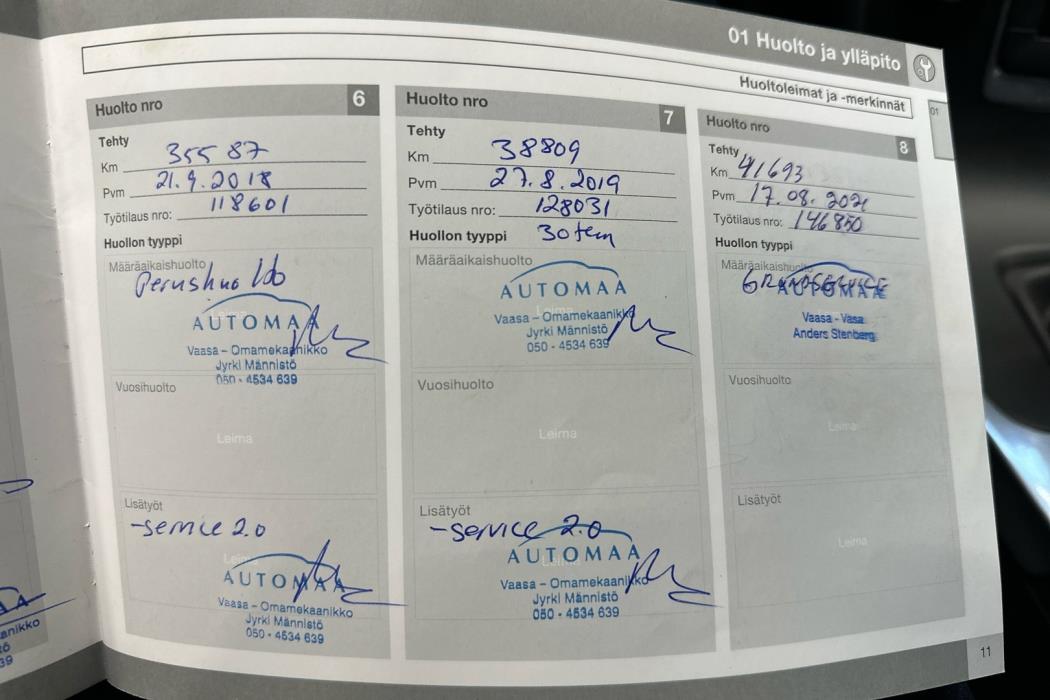 01 Huolto ja ylläpito
Huoltoleimat ja -merkinnät
01
Huolto nro 6
Tehty
Km 35587
Pvm 21.9.2018
Työtilaus nro: 118601
Huollon tyyppi
Määräaikaishuolto
Perushuolto
AUTOMAA
Vaasa – Omamekaanikko
Jyrki Männistö
050 - 4534 639
Vuosihuolto
Leima
Lisätyöt
-service 2.0
Leima
AUTOMAA
Vaasa – Omamekaanikko
Jyrki Männistö
050 - 4534 639
Huolto nro 7
Tehty
Km 38809
Pvm 27.8.2019
Työtilaus nro: 128031
Huollon tyyppi 30 tkm
Määräaikaishuolto
AUTOMAA
Vaasa – Omamekaanikko
Jyrki Männistö
050 - 4534 639
Vuosihuolto
Leima
Lisätyöt
-service 2.0
AUTOMAA
Vaasa – Omamekaanikko
Jyrki Männistö
050 - 4534 639
Huolto nro 8
Tehty
Km 41693
Pvm 17.08.2021
Työtilaus nro: 146850
Huollon tyyppi
Määräaikaishuolto
AUTOMAA
Vaasa - Vasa
Anders Stenberg
Vuosihuolto
Leima
Lisätyöt
Leima
11
anikko